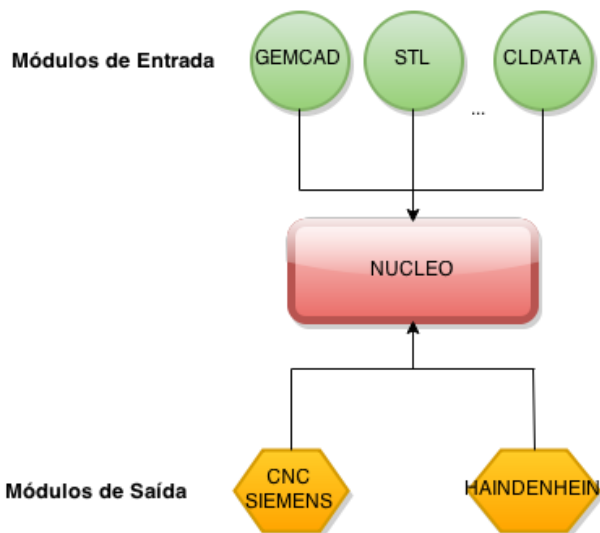 Módulos de Entrada
GEMCAD
STL
CLDATA
...
NUCLEO
Módulos de Saída
CNC
SIEMENS
HAINDENHEIN